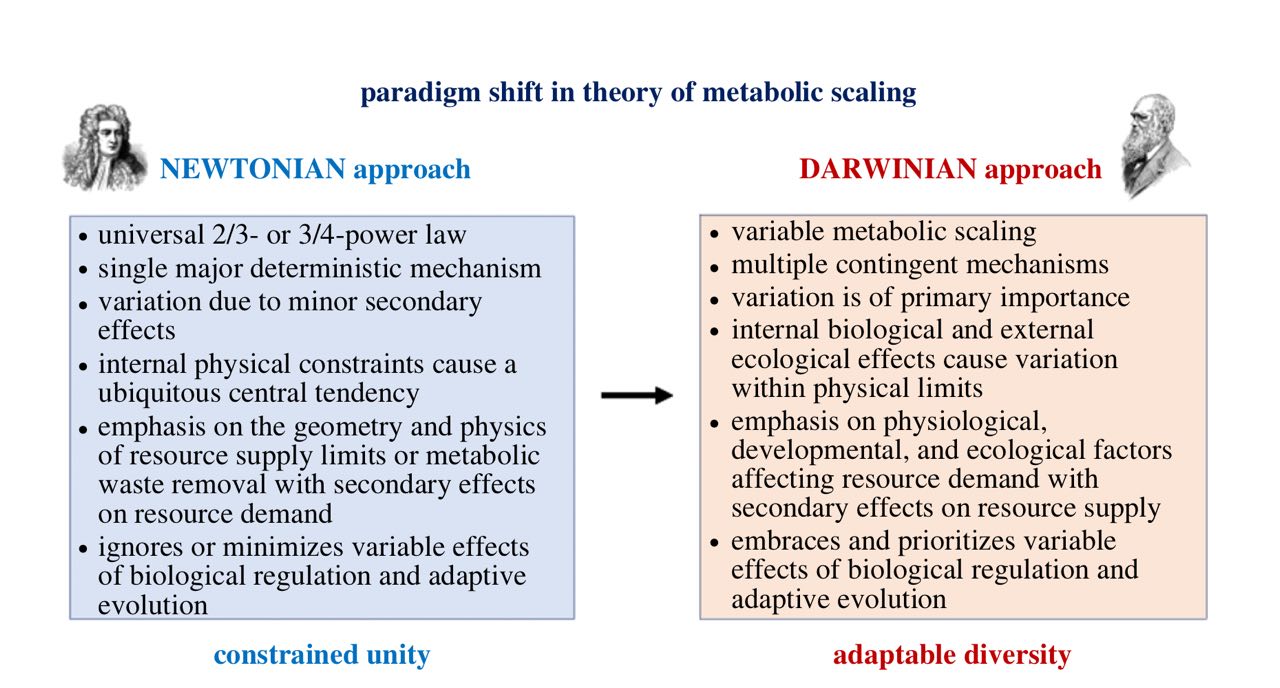 paradigm shift in theory of metabolic scaling
NEWTONIAN approach
• universal 2/3- or 3/4-power law
• single major deterministic mechanism
• variation due to minor secondary
effects
• internal physical constraints cause a
ubiquitous central tendency
• emphasis on the geometry and physics
of resource supply limits or metabolic
waste removal with secondary effects
on resource demand
• ignores or minimizes variable effects
of biological regulation and adaptive
evolution
constrained unity
DARWINIAN approach
• variable metabolic scaling
• multiple contingent mechanisms
• variation is of primary importance
• internal biological and external
ecological effects cause variation
within physical limits
• emphasis on physiological,
developmental, and ecological factors
affecting resource demand with
secondary effects on resource supply
• embraces and prioritizes variable
effects of biological regulation and
adaptive evolution
adaptable diversity